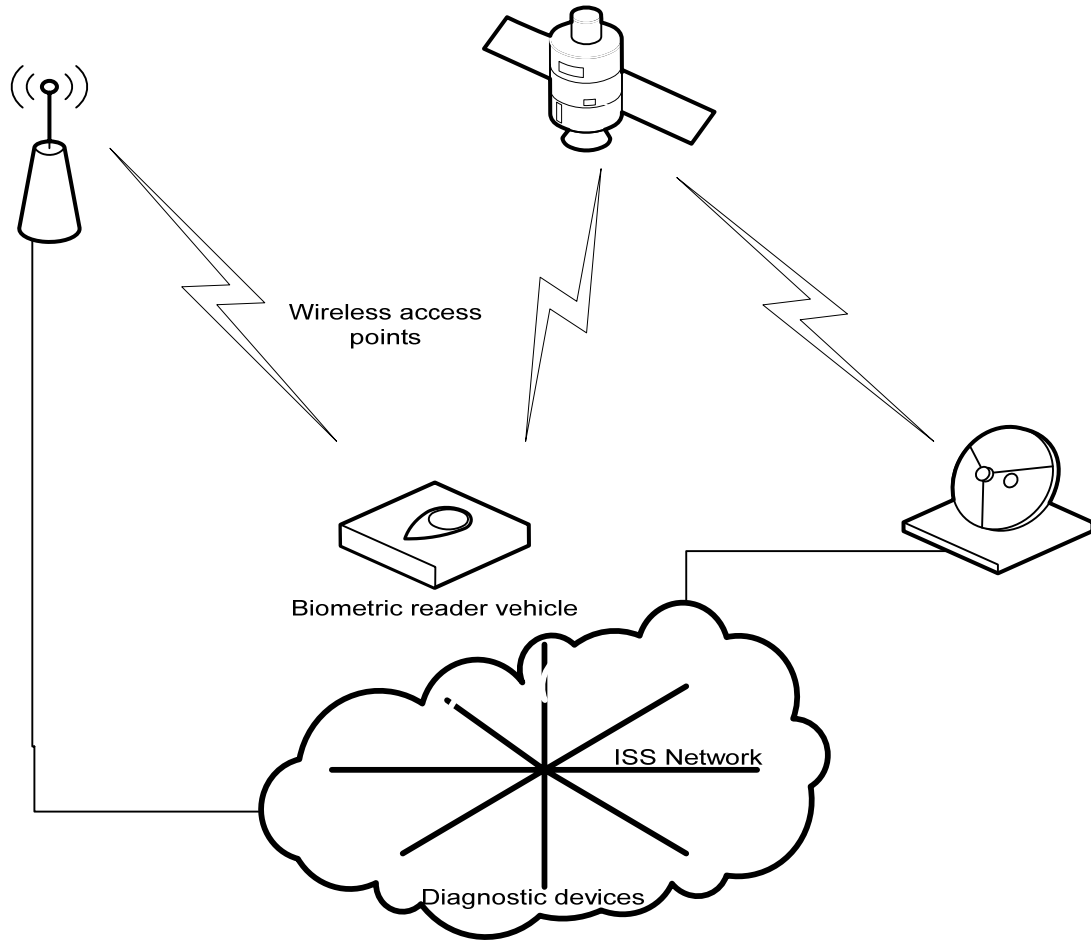 Wireless access
points
Biometric reader vehicle
ISS Network
Diagnostic devices